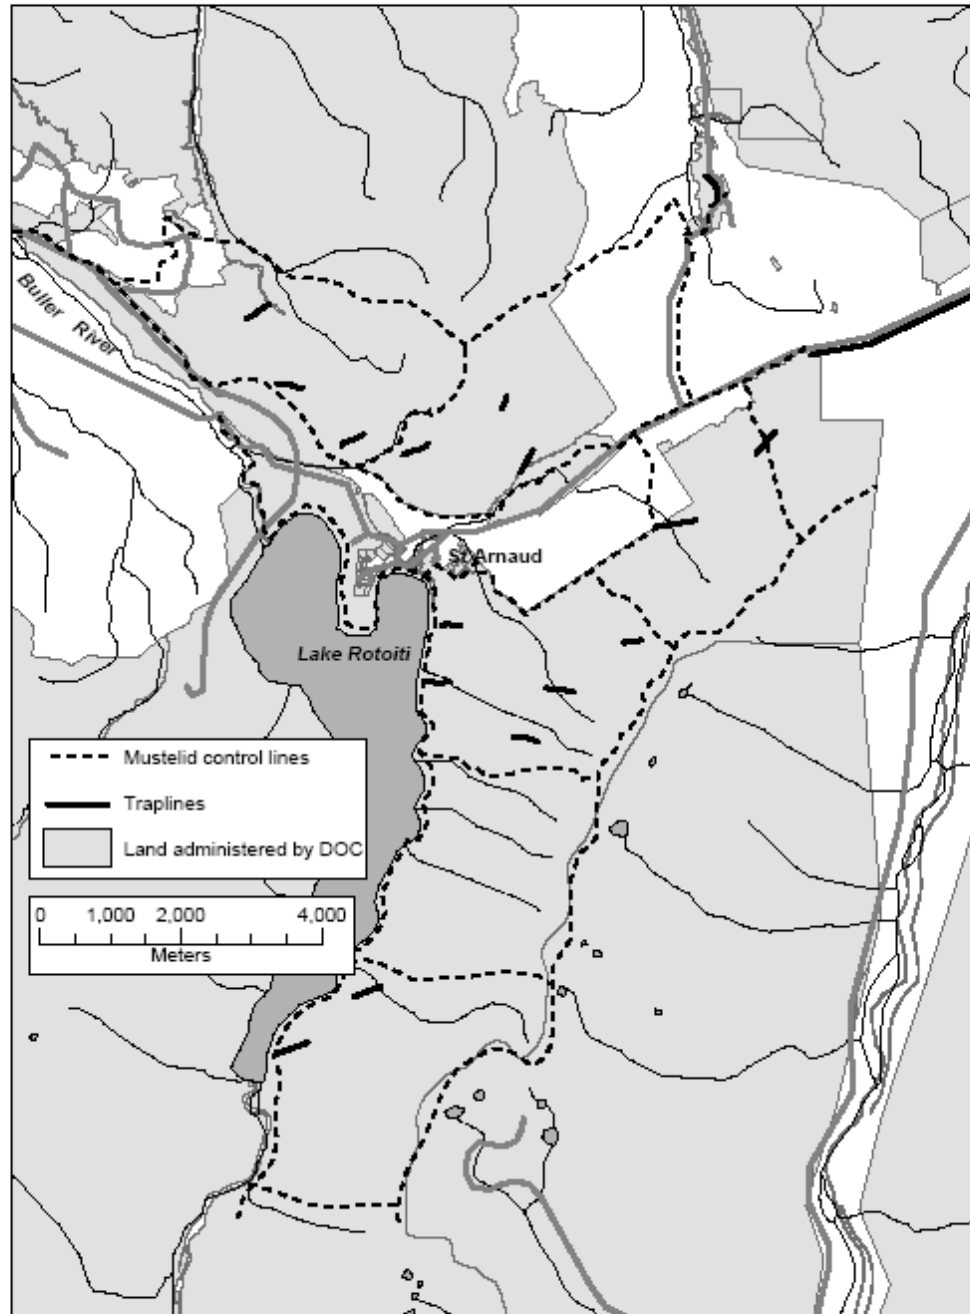 Buller River
St Arnaud
Lake Rotoiti
Mustelid control lines
Traplines
Land administered by DOC
0 1,000 2,000 4,000
Meters